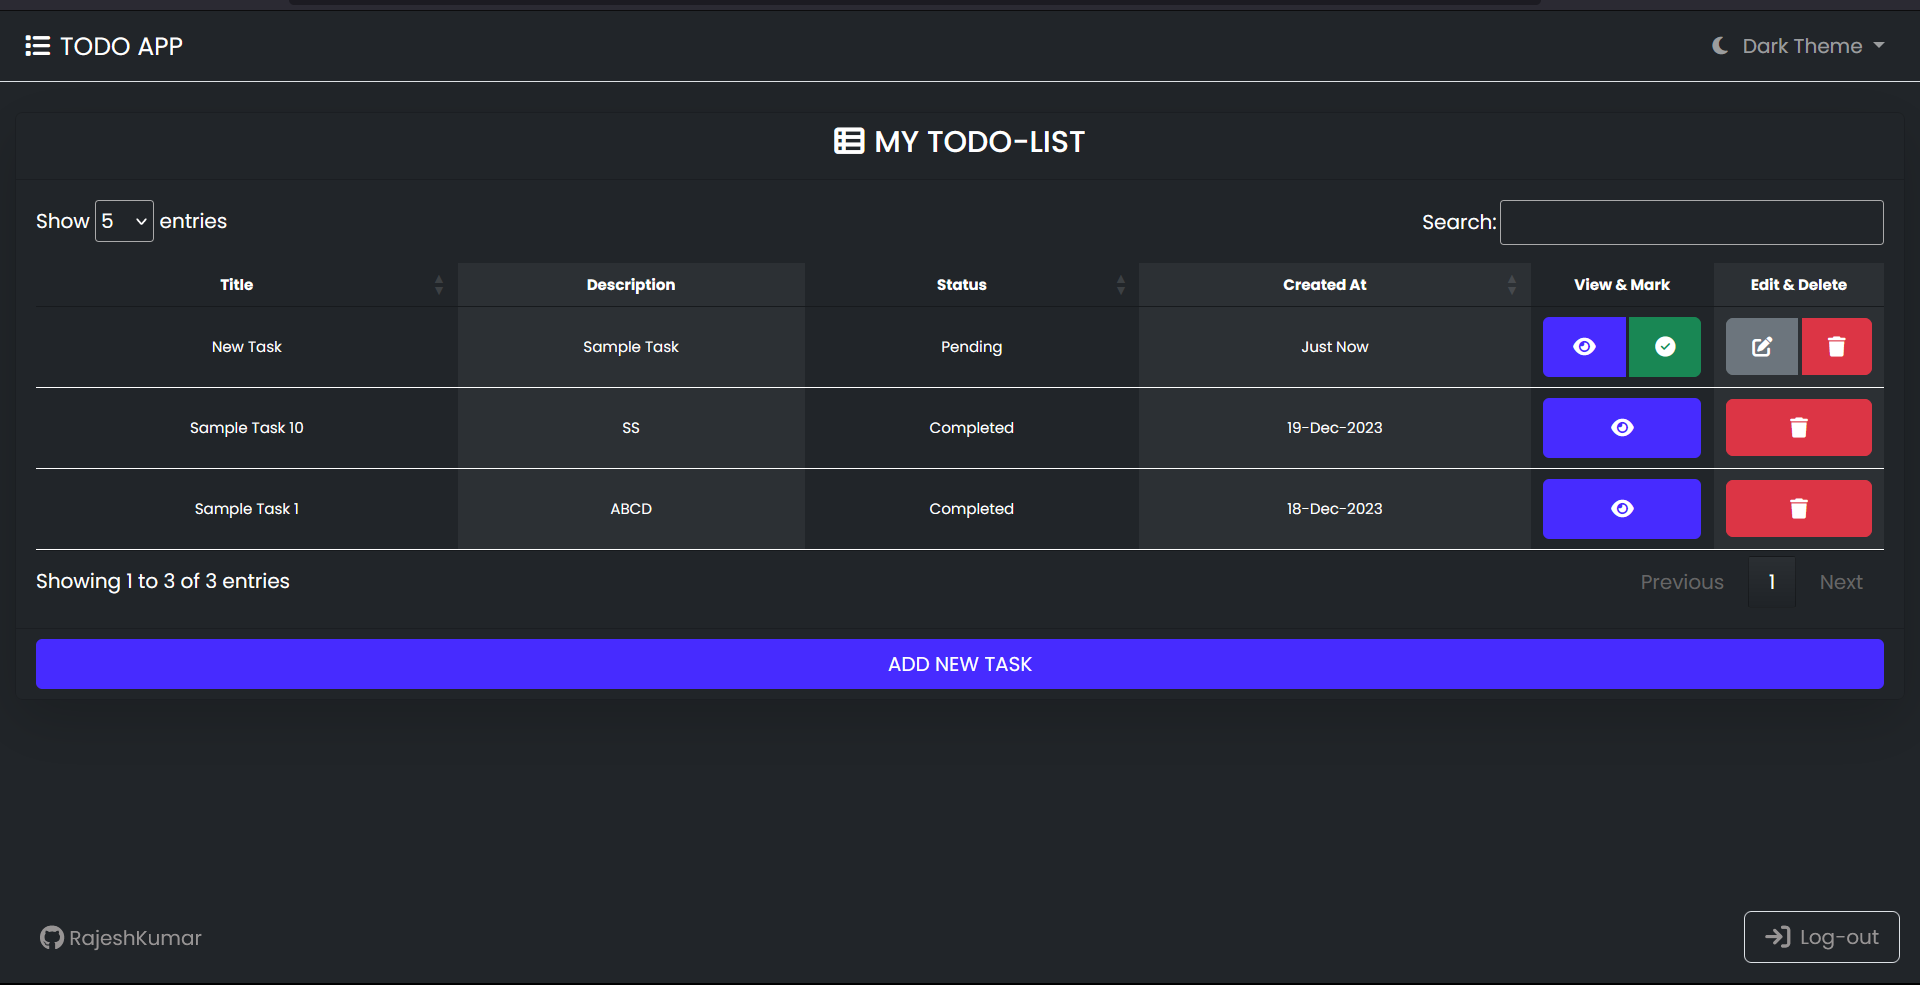 TODO APP
Dark Theme
MY TODO-LIST
Show 5 entries
Search:
Title Description Status Created At View & Mark Edit & Delete
New Task Sample Task Pending Just Now
Sample Task 10 SS Completed 19-Dec-2023
Sample Task 1 ABCD Completed 18-Dec-2023
Showing 1 to 3 of 3 entries
Previous 1 Next
ADD NEW TASK
RajeshKumar
Log-out